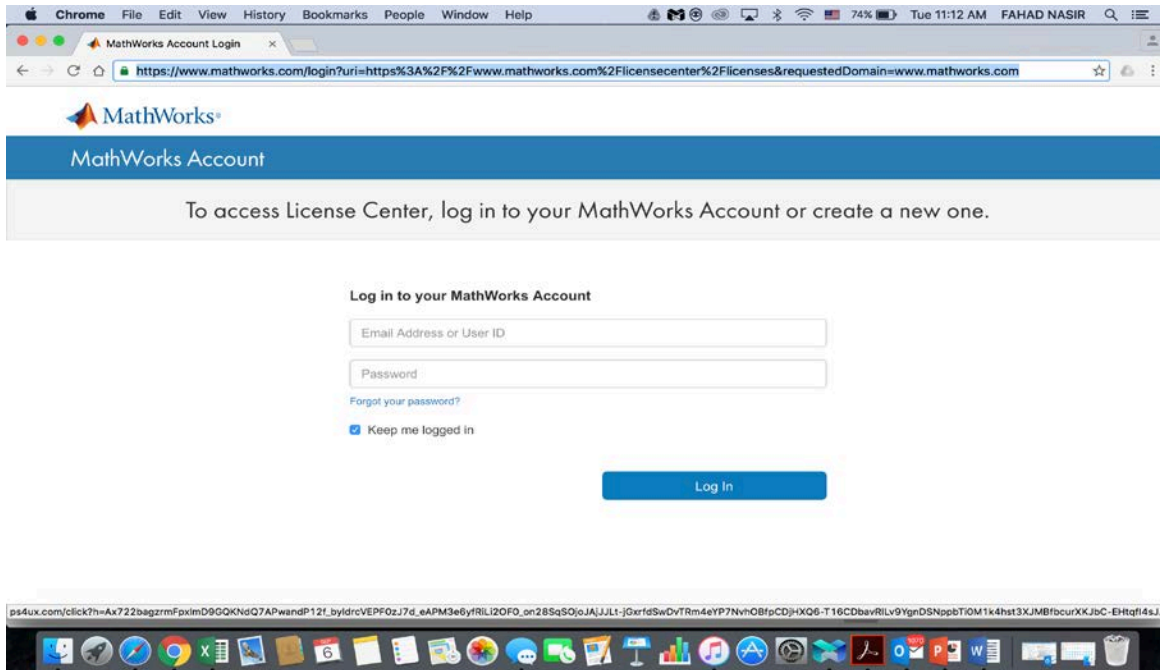 Chrome File Edit View History Bookmarks People Window Help 74% Tue 11:12 AM FAHAD NASIR
MathWorks Account Login
https://www.mathworks.com/login?uri=https%3A%2F%2Fwww.mathworks.com%2Flicensecenter%2Flicenses&requestedDomain=www.mathworks.com
MathWorks®
MathWorks Account
To access License Center, log in to your MathWorks Account or create a new one.
Log in to your MathWorks Account
Email Address or User ID
Password
Forgot your password?
Keep me logged in
Log In
6